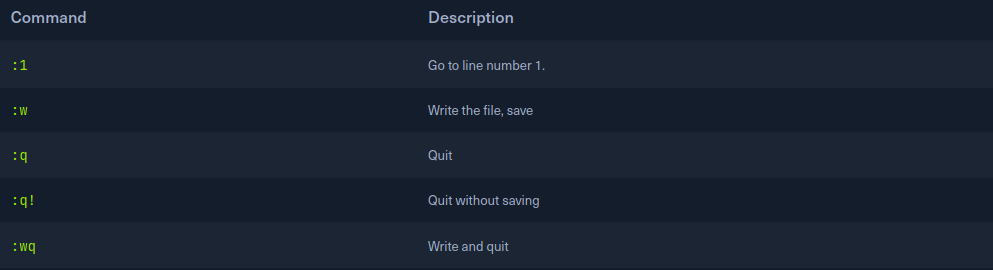 Command Description
:1 Go to line number 1.
:w Write the file, save
:q Quit
:q! Quit without saving
:wq Write and quit